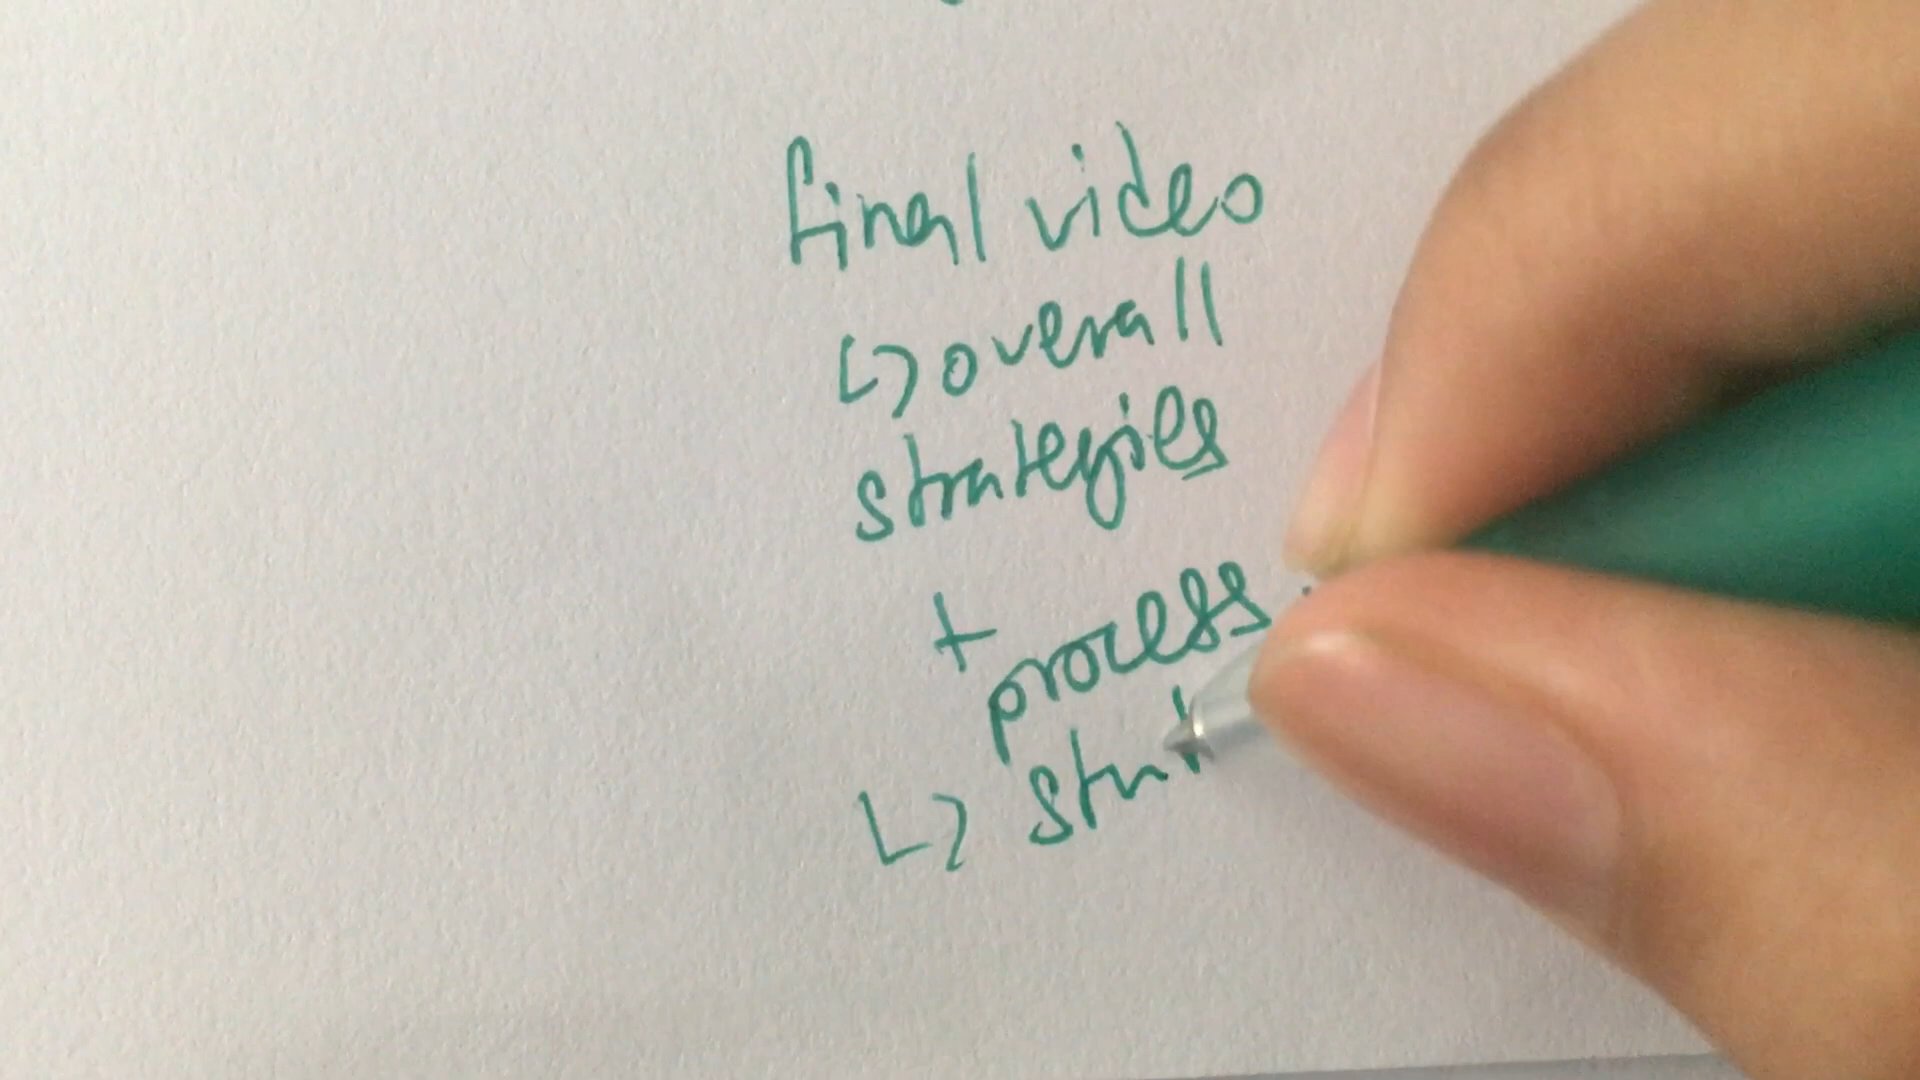 final video
↳ overall
strategies
+
process
↳